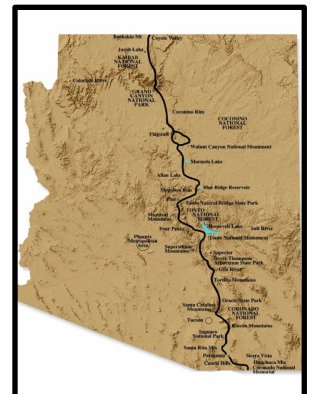 Buckskin Mt
Coyote Valley
Jacob Lake
KAIBAB
NATIONAL
FOREST
Colorado River
GRAND
CANYON
NATIONAL
PARK
Coconino Rim
COCONINO
NATIONAL
FOREST
Flagstaff
Walnut Canyon National Monument
Mormon Lake
Allan Lake
Blue Ridge Reservoir
Mogollon Rim
Pine
Tonto Natural Bridge State Park
TONTO
NATIONAL
FOREST
Mazatzal
Mountains
Roosevelt Lake
Salt River
Four Peaks
Tonto National Monument
Phoenix
Metropolitan
(Area)
Superstition
Mountains
Superior
Boyce Thompson
Arboretum State Park
Gila River
Tortilla Mountains
Oracle State Park
Santa Catalina
Mountains
CORONADO
NATIONAL
FOREST
Tucson
Rincon Mountains
Saguaro
National Park
Santa Rita Mts
Patagonia
Sierra Vista
Canelo Hills
Huachuca Mt
Coronado National
Memorial